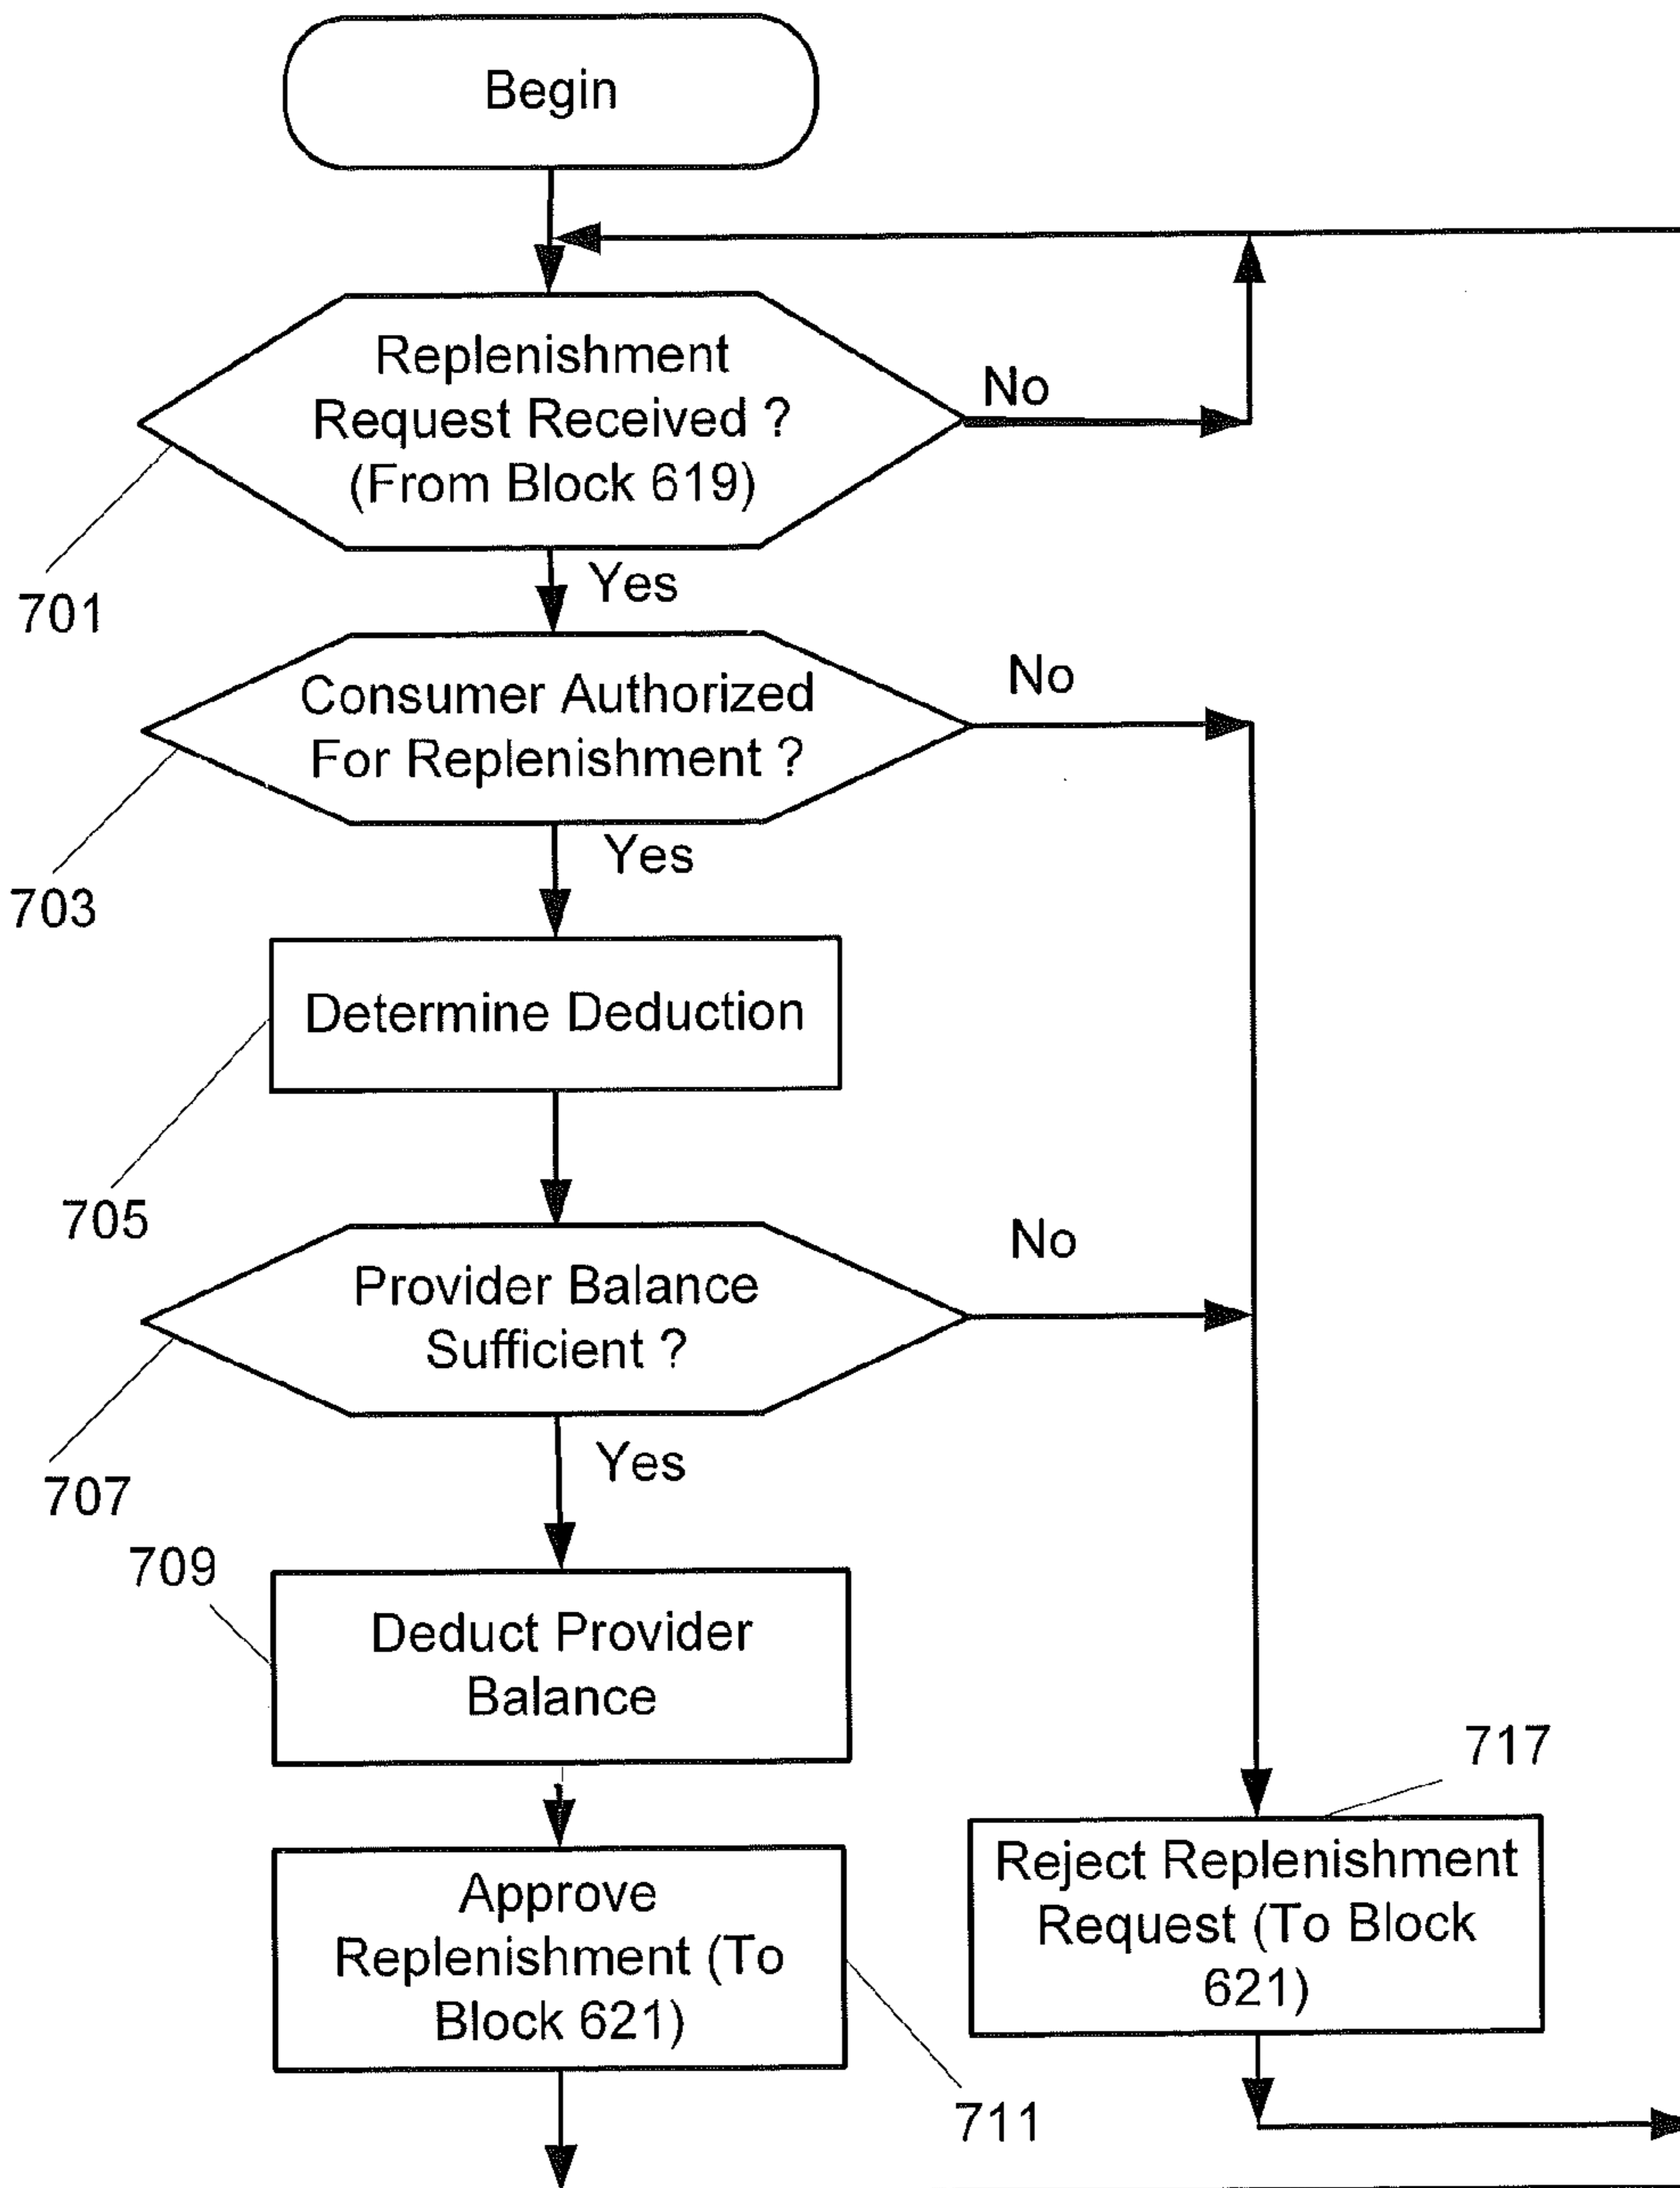 Begin
Replenishment
Request Received ?
(From Block 619)
No
Yes
701
Consumer Authorized
For Replenishment ?
No
Yes
703
Determine Deduction
705
Provider Balance
Sufficient ?
No
Yes
707
709
Deduct Provider
Balance
717
Approve
Replenishment (To
Block 621)
711
Reject Replenishment
Request (To Block
621)